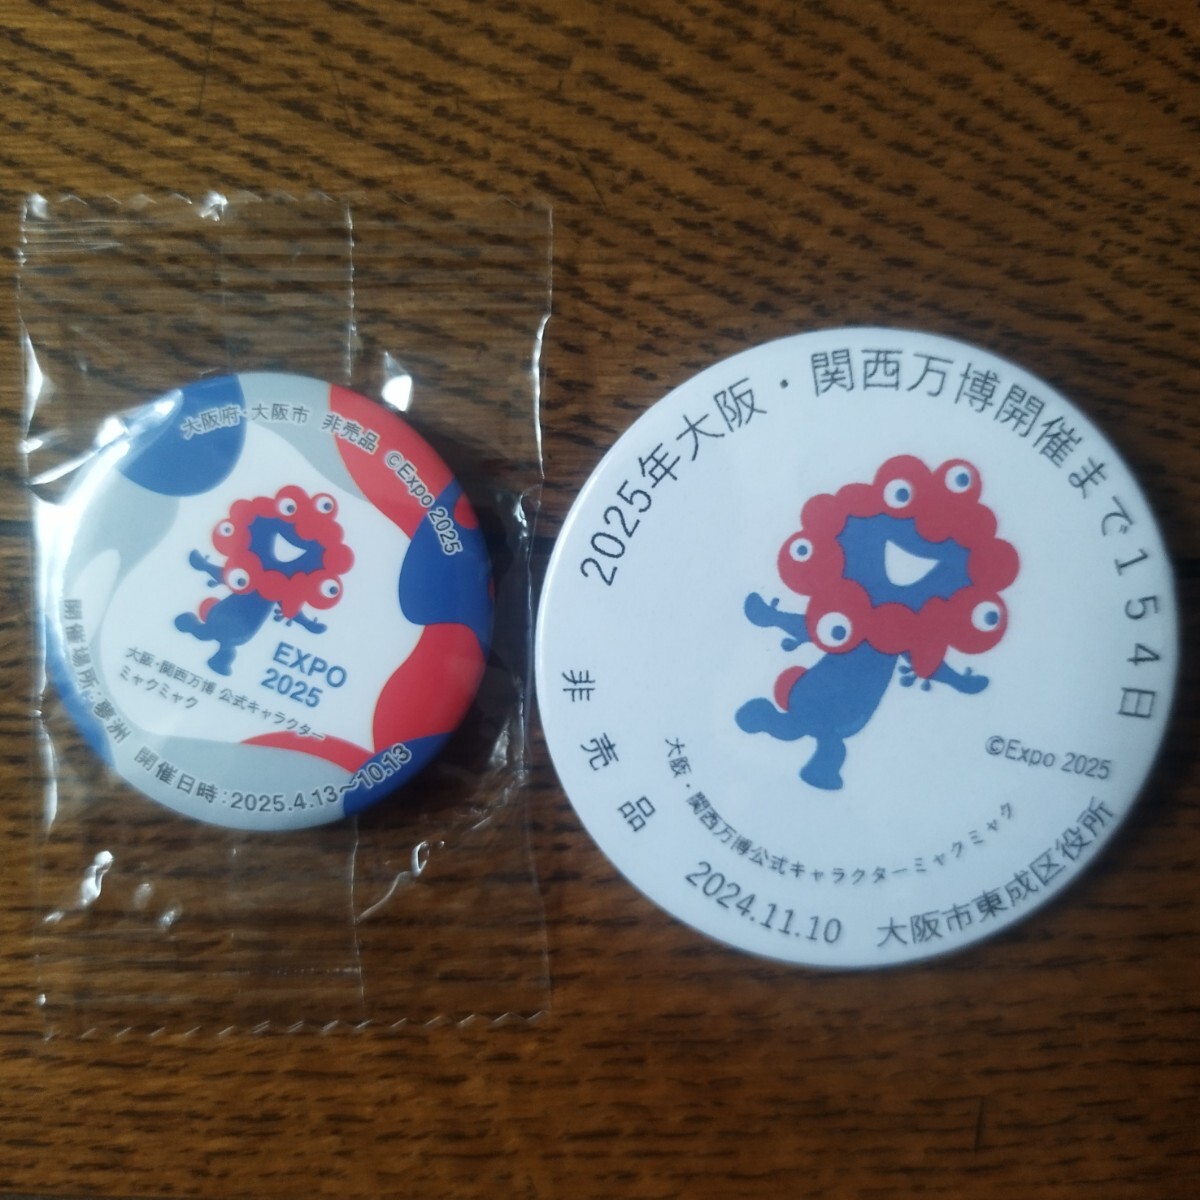 大阪府・大阪市 非売品 ©Expo 2025
EXPO
2025
大阪・関西万博 公式キャラクター
ミャクミャク
開催場所：夢洲 開催日時：2025.4.13～10.13
2025年大阪・関西万博開催まで154日
©Expo 2025
大阪・関西万博公式キャラクターミャクミャク
非売品 2024.11.10 大阪市東成区役所